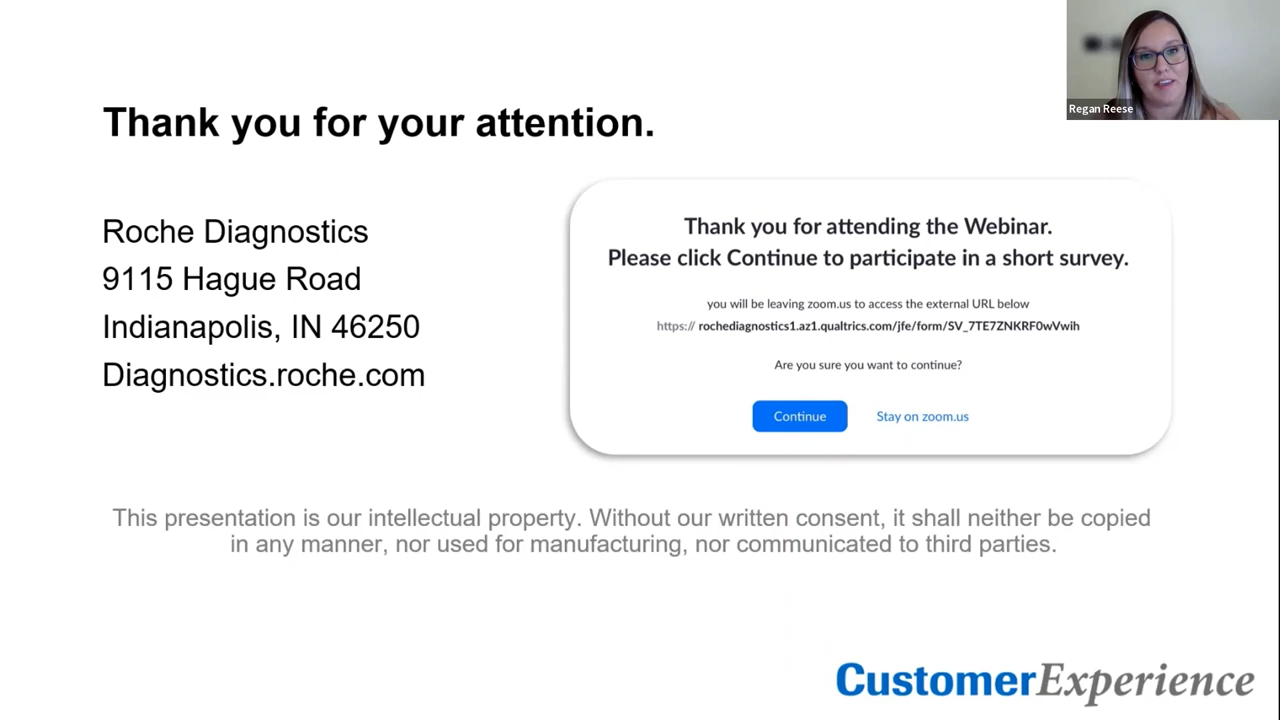 Regan Reese
Thank you for your attention.
Roche Diagnostics
9115 Hague Road
Indianapolis, IN 46250
Diagnostics.roche.com
Thank you for attending the Webinar.
Please click Continue to participate in a short survey.
you will be leaving zoom.us to access the external URL below
https:// rochediagnostics1.az1.qualtrics.com/jfe/form/SV_7TE7ZNKRF0wVwih
Are you sure you want to continue?
Continue Stay on zoom.us
This presentation is our intellectual property. Without our written consent, it shall neither be copied
in any manner, nor used for manufacturing, nor communicated to third parties.
CustomerExperience